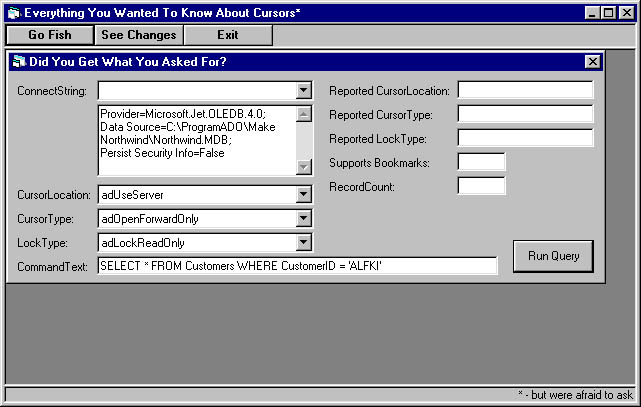 Everything You Wanted To Know About Cursors*
Go Fish See Changes Exit
Did You Get What You Asked For?
ConnectString:
Provider=Microsoft.Jet.OLEDB.4.0;
Data Source=C:\ProgramADO\Make
Northwind\Northwind.MDB;
Persist Security Info=False
CursorLocation: adUseServer
CursorType: adOpenForwardOnly
LockType: adLockReadOnly
CommandText: SELECT * FROM Customers WHERE CustomerID = 'ALFKI'
Reported CursorLocation:
Reported CursorType:
Reported LockType:
Supports Bookmarks:
RecordCount:
Run Query
* - but were afraid to ask